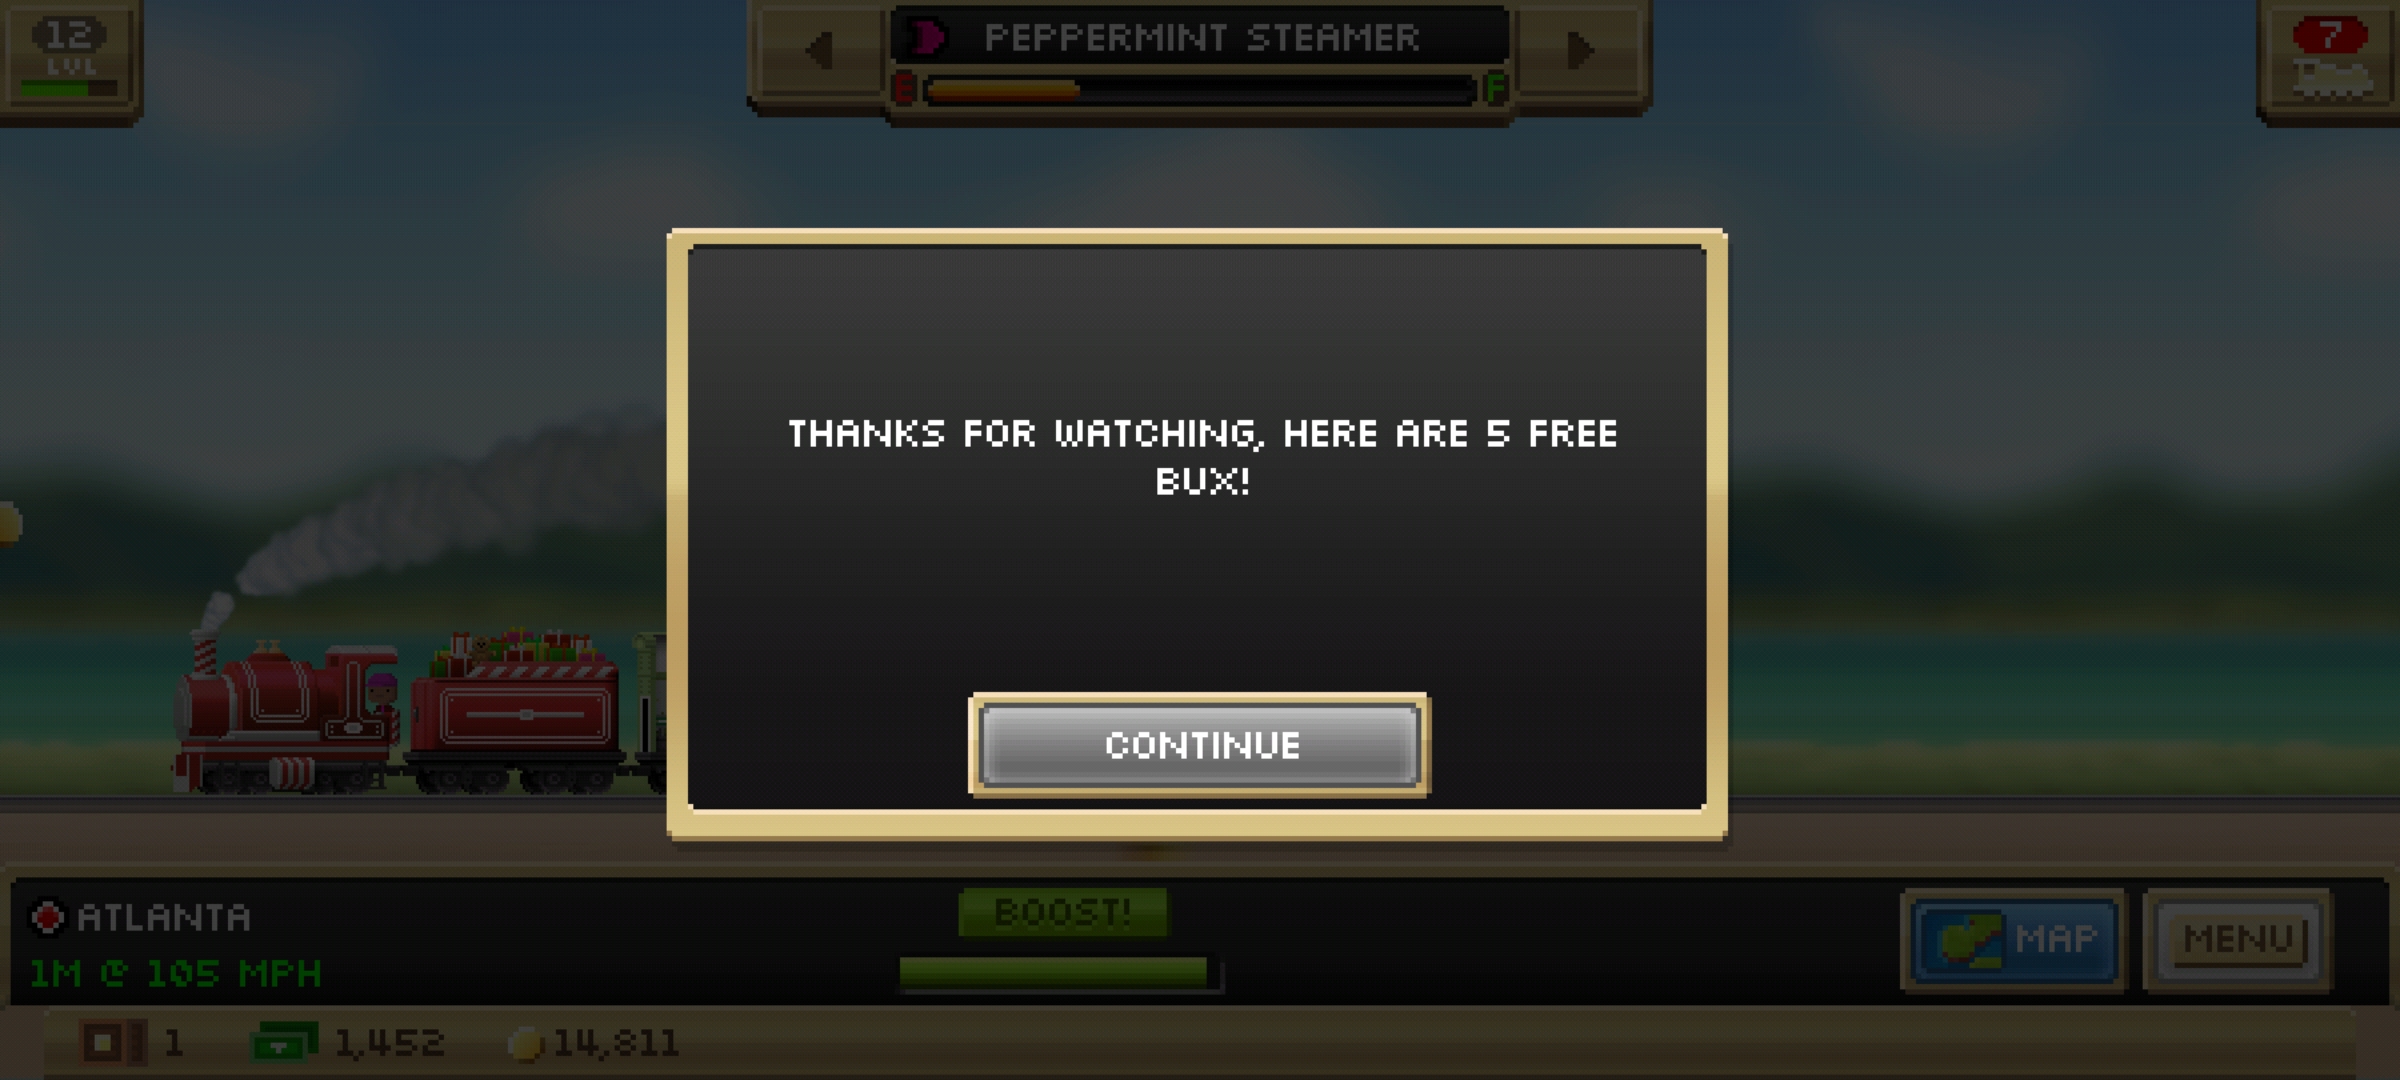 12
LVL
PEPPERMINT STEAMER
E F
7
THANKS FOR WATCHING, HERE ARE 5 FREE
BUX!
CONTINUE
ATLANTA
1M @ 105 MPH
BOOST!
MAP
MENU
1 1,452 14,811